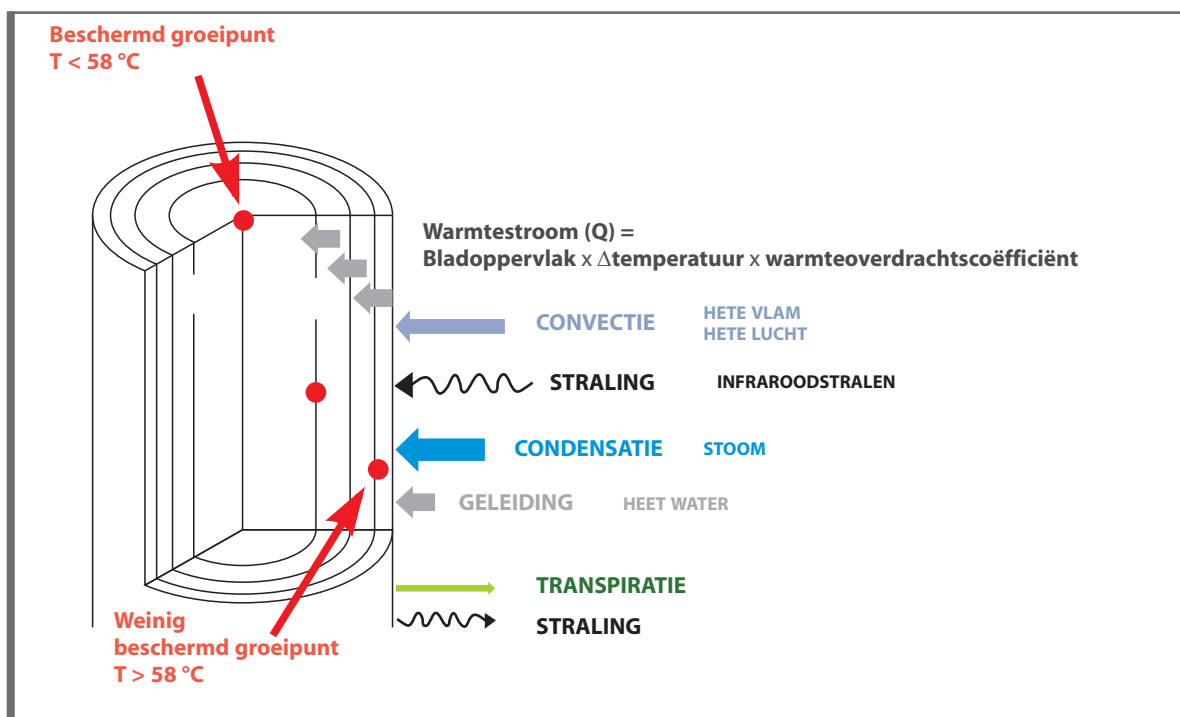 Beschermd groeipunt
T < 58 °C
Warmtestroom (Q) =
Bladoppervlak x Δtemperatuur x warmteoverdrachtscoëfficiënt
CONVECTIE HETE VLAM
HETE LUCHT
STRALING INFRAROODSTRALEN
CONDENSATIE STOOM
GELEIDING HEET WATER
TRANSPIRATIE
STRALING
Weinig
beschermd groeipunt
T > 58 °C